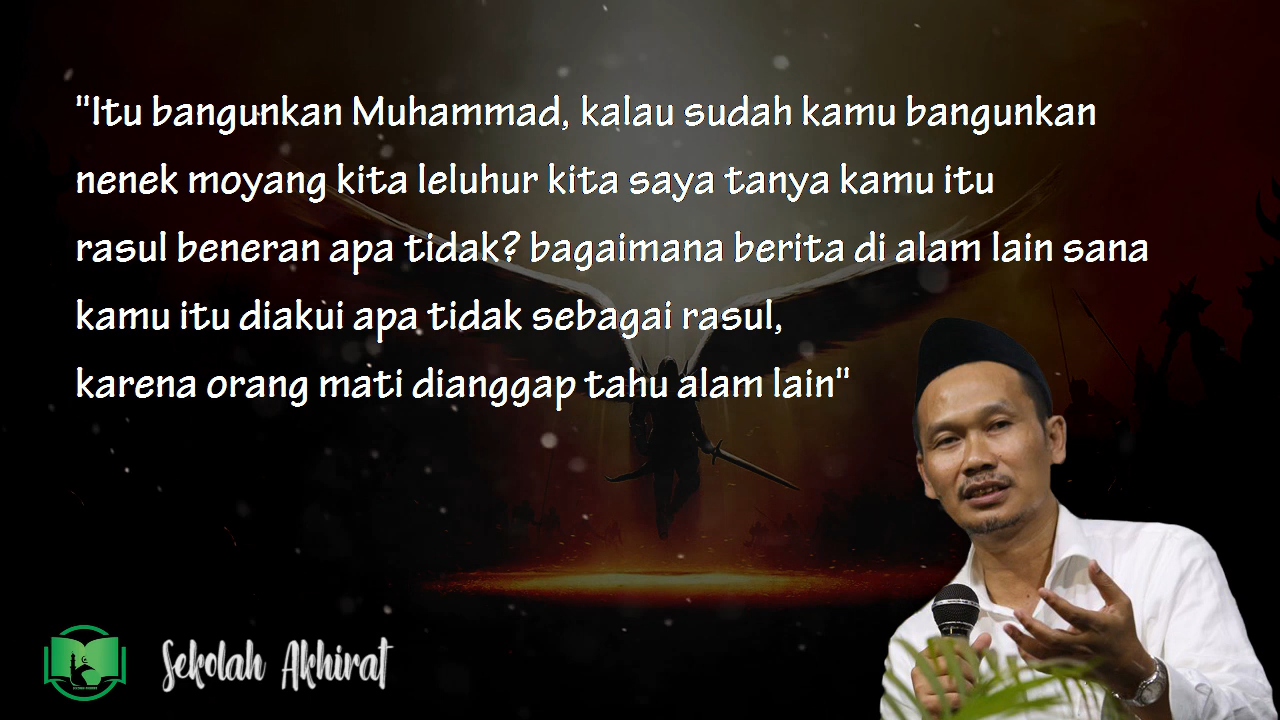 "Itu bangunkan Muhammad, kalau sudah kamu bangunkan
nenek moyang kita leluhur kita saya tanya kamu itu
rasul beneran apa tidak? bagaimana berita di alam lain sana
kamu itu diakui apa tidak sebagai rasul,
karena orang mati dianggap tahu alam lain"
Sekolah Akhirat